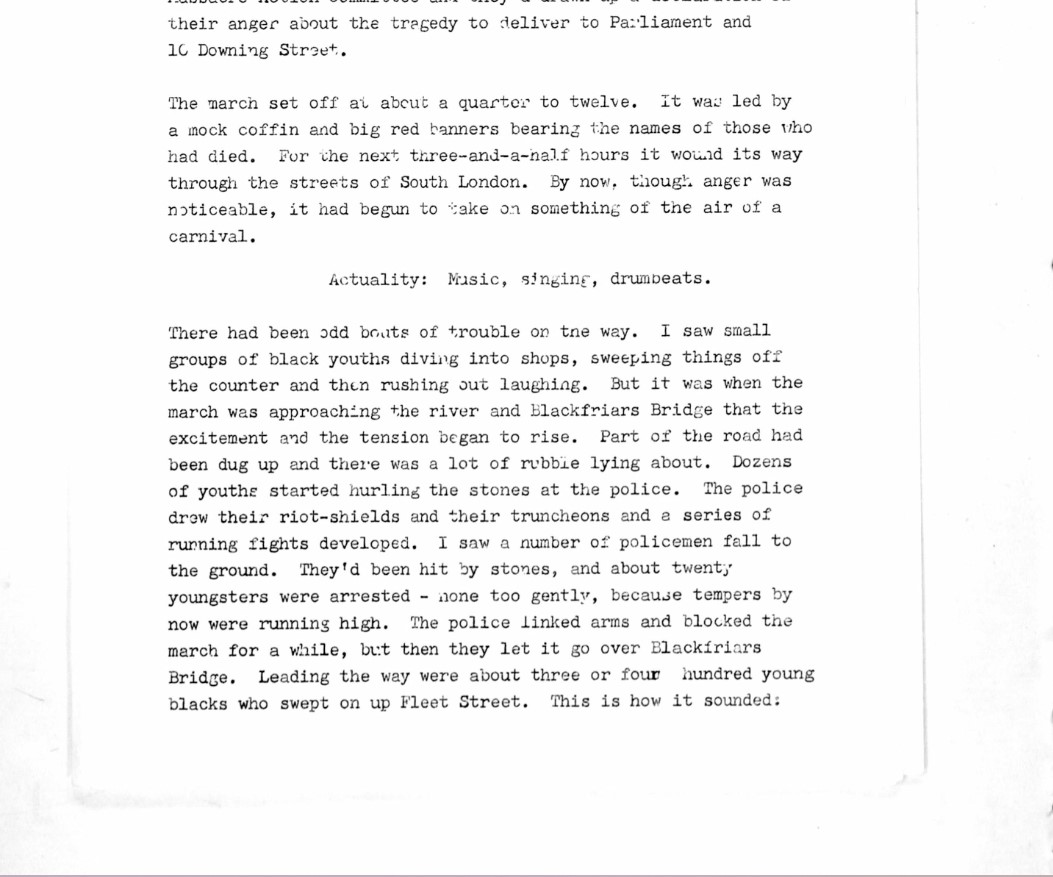 Massacre Action Committee and they'd drawn up a declaration of
their anger about the tragedy to deliver to Parliament and
10 Downing Street.
The march set off at about a quarter to twelve. It was led by
a mock coffin and big red banners bearing the names of those who
had died. For the next three-and-a-half hours it wound its way
through the streets of South London. By now, though anger was
noticeable, it had begun to take on something of the air of a
carnival.
Actuality: Music, singing, drumbeats.
There had been odd bouts of trouble on the way. I saw small
groups of black youths diving into shops, sweeping things off
the counter and then rushing out laughing. But it was when the
march was approaching the river and Blackfriars Bridge that the
excitement and the tension began to rise. Part of the road had
been dug up and there was a lot of rubble lying about. Dozens
of youths started hurling the stones at the police. The police
drew their riot-shields and their truncheons and a series of
running fights developed. I saw a number of policemen fall to
the ground. They'd been hit by stones, and about twenty
youngsters were arrested - none too gently, because tempers by
now were running high. The police linked arms and blocked the
march for a while, but then they let it go over Blackfriars
Bridge. Leading the way were about three or four hundred young
blacks who swept on up Fleet Street. This is how it sounded: